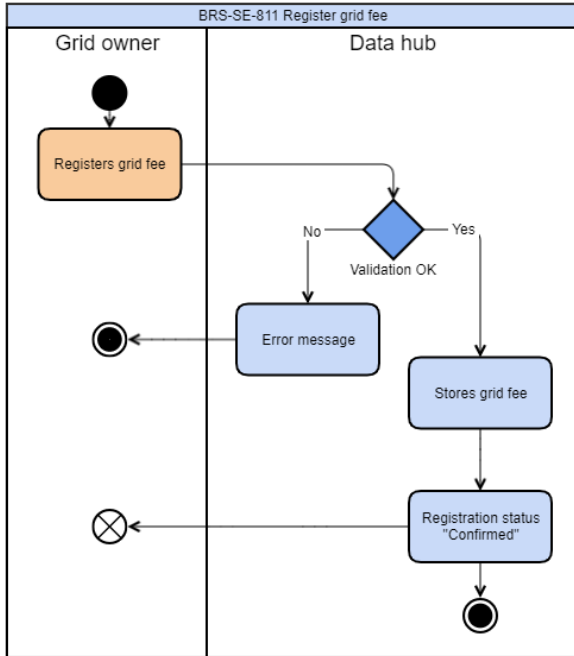 BRS-SE-811 Register grid fee
Grid owner
Data hub
Registers grid fee
No
Yes
Validation OK
Error message
Stores grid fee
Registration status
"Confirmed"